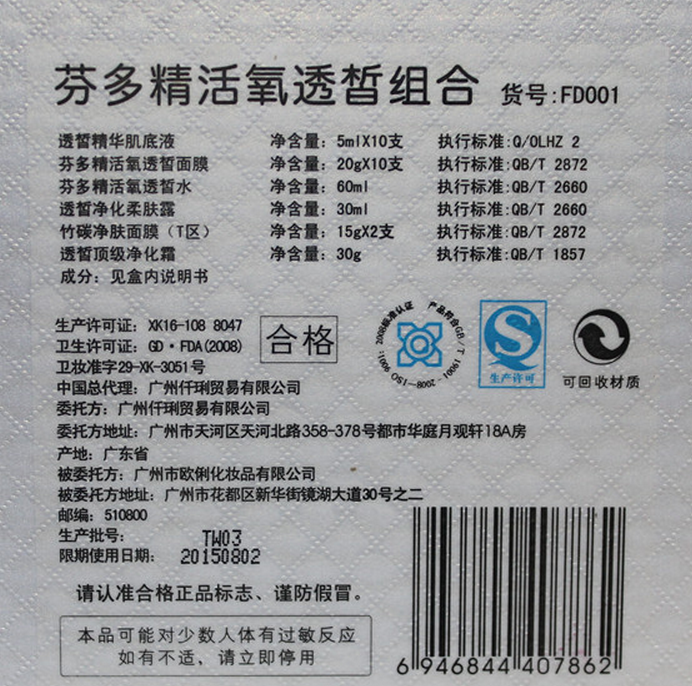 芬多精活氧透皙组合 货号:FD001
透皙精华肌底液 净含量: 5mlX10支 执行标准:Q/OLHZ 2
芬多精活氧透皙面膜 净含量: 20gX10支 执行标准:QB/T 2872
芬多精活氧透皙水 净含量: 60ml 执行标准:QB/T 2660
透皙净化柔肤露 净含量: 30ml 执行标准:QB/T 2660
竹碳净肤面膜(T区) 净含量: 15gX2支 执行标准:QB/T 2872
透皙顶级净化霜 净含量: 30g 执行标准:QB/T 1857
成分: 见盒内说明书
生产许可证: XK16-108 8047
卫生许可证: GD·FDA(2008)
卫妆准字29-XK-3051号
合格
产品符合GB/T 19001-2008—ISO 9001:2008标准认证
生产许可
可回收材质
中国总代理: 广州仟琍贸易有限公司
委托方: 广州仟琍贸易有限公司
委托方地址: 广州市天河区天河北路358-378号都市华庭月观轩18A房
产地: 广东省
被委托方: 广州市欧俐化妆品有限公司
被委托方地址: 广州市花都区新华街镜湖大道30号之二
邮编: 510800
生产批号: TW03
限期使用日期: 20150802
请认准合格正品标志、谨防假冒。
本品可能对少数人体有过敏反应
如有不适, 请立即停用
6 946844 407862